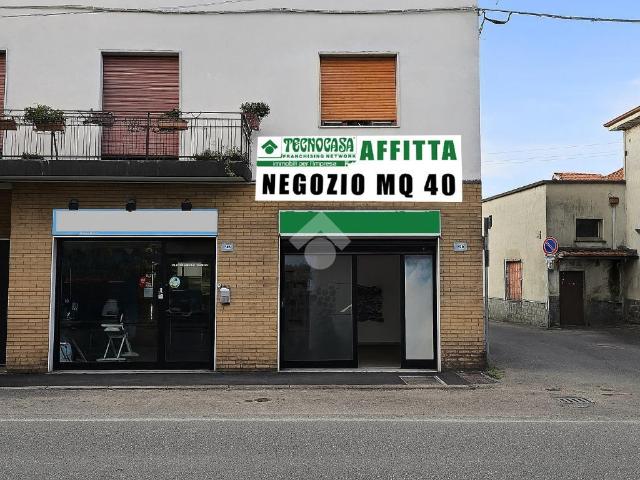 TECNOCASA
FRANCHISING NETWORK
immobili per l'impresa
AFFITTA
NEGOZIO MQ 40